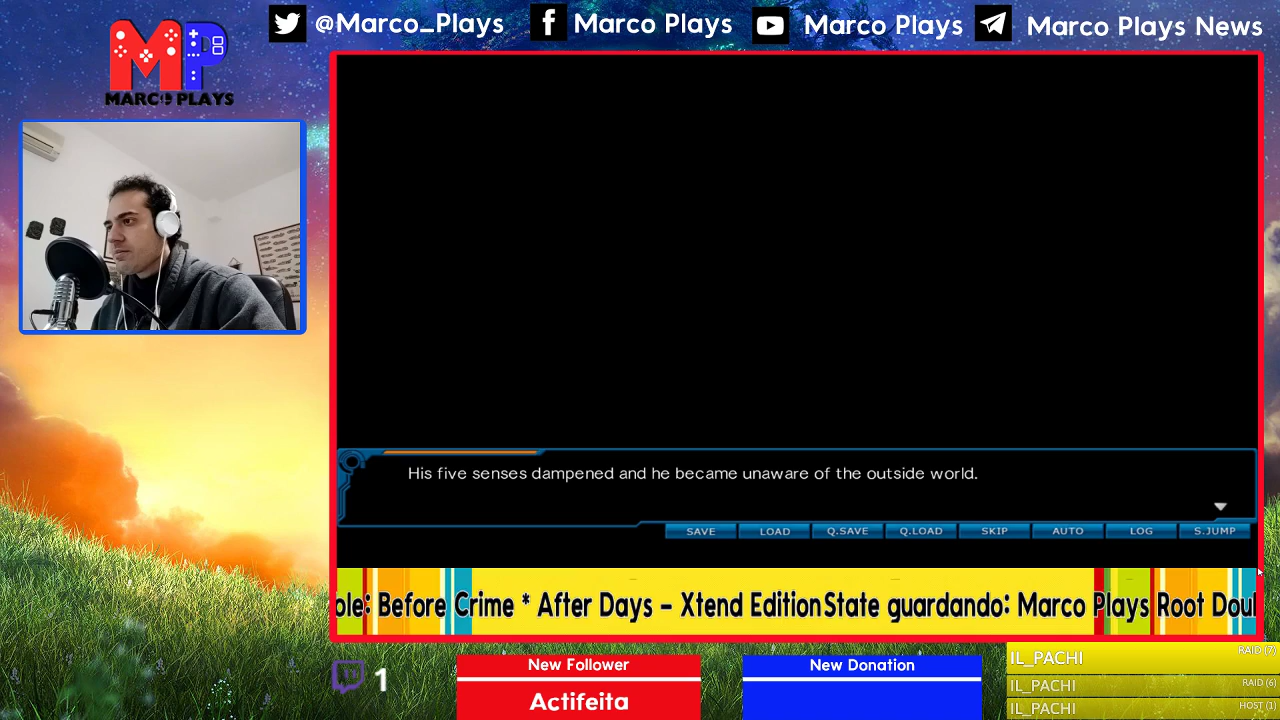 @Marco_Plays
Marco Plays
Marco Plays
Marco Plays News
MP
MARCO PLAYS
His five senses dampened and he became unaware of the outside world.
SAVE
LOAD
Q.SAVE
Q.LOAD
SKIP
AUTO
LOG
S.JUMP
ole: Before Crime * After Days - Xtend EditionState guardando: Marco Plays Root Doul
1
New Follower
Actifeita
New Donation
IL_PACHI RAID (7)
IL_PACHI RAID (6)
IL_PACHI HOST (1)